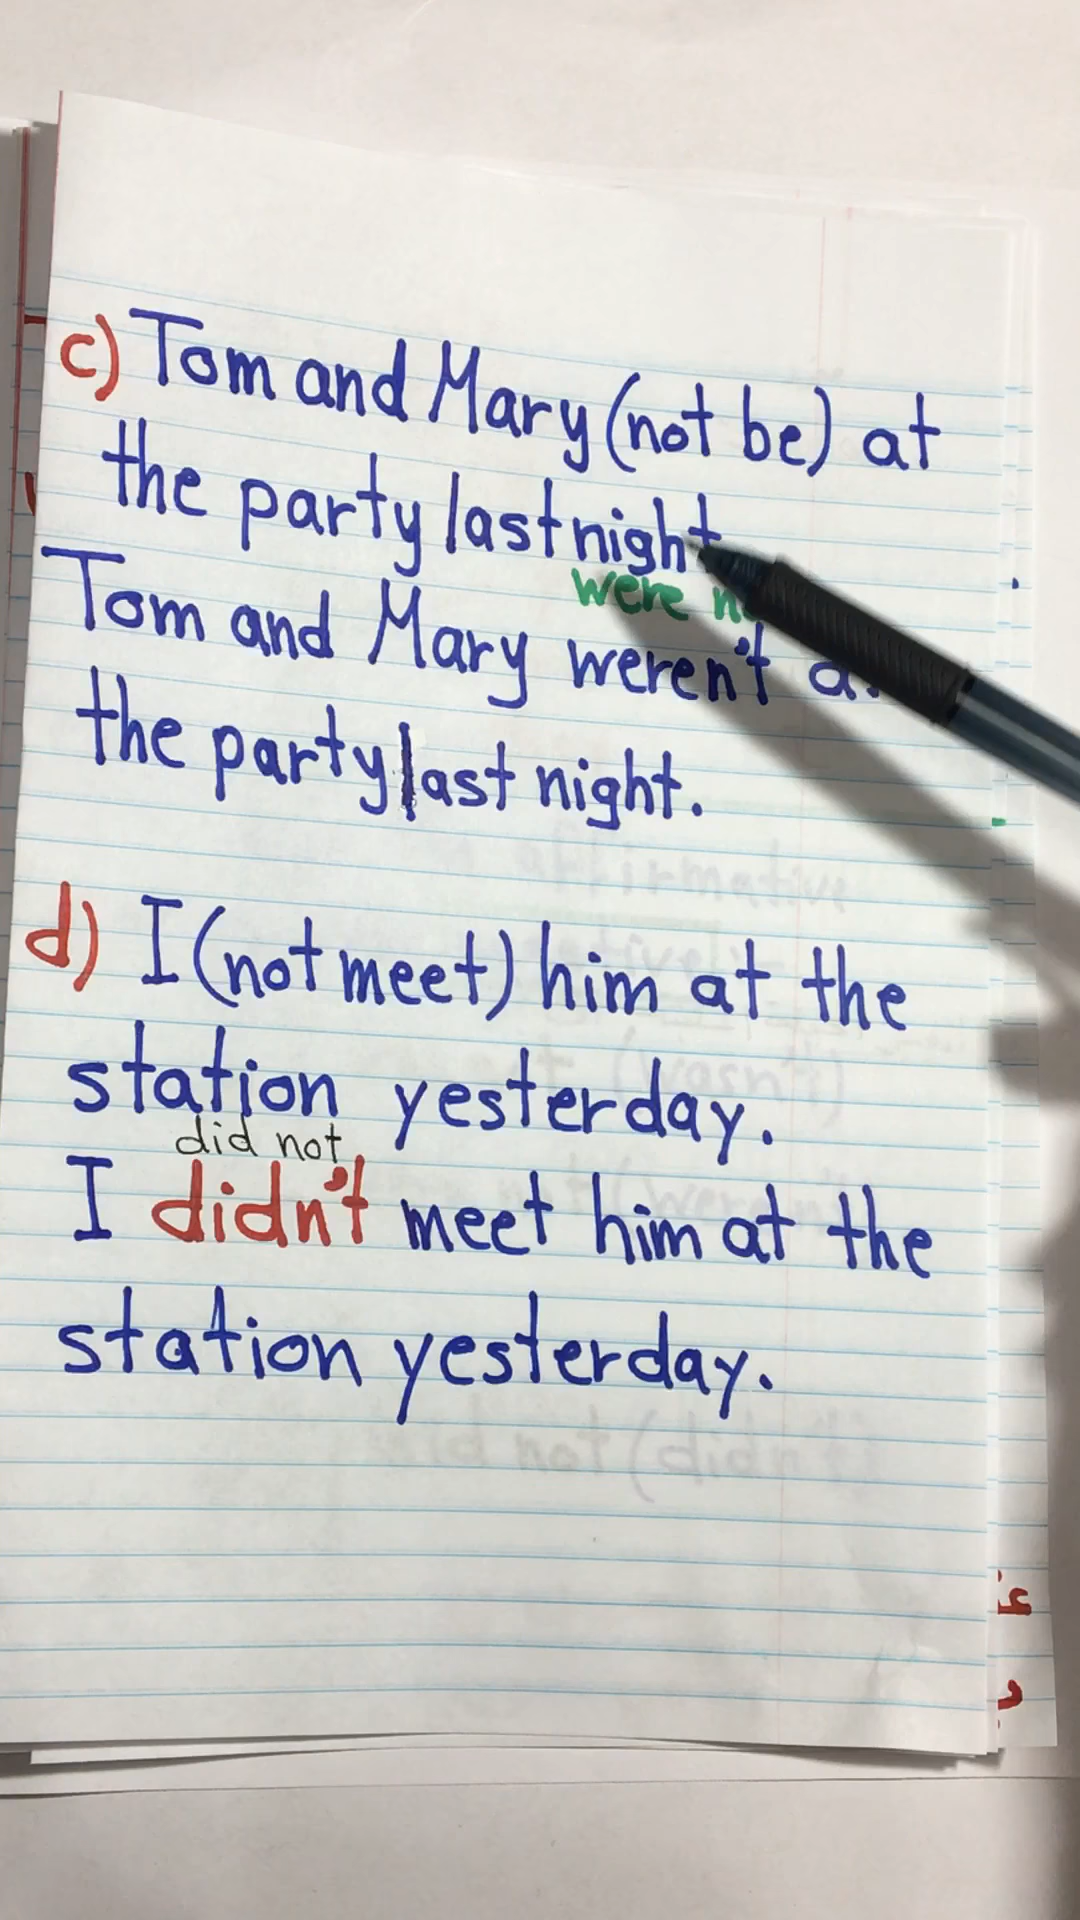 c) Tom and Mary (not be) at
the party last night
were
Tom and Mary weren't
the party last night.
d) I (not meet) him at the
station yesterday.
did not
I didn't meet him at the
station yesterday.